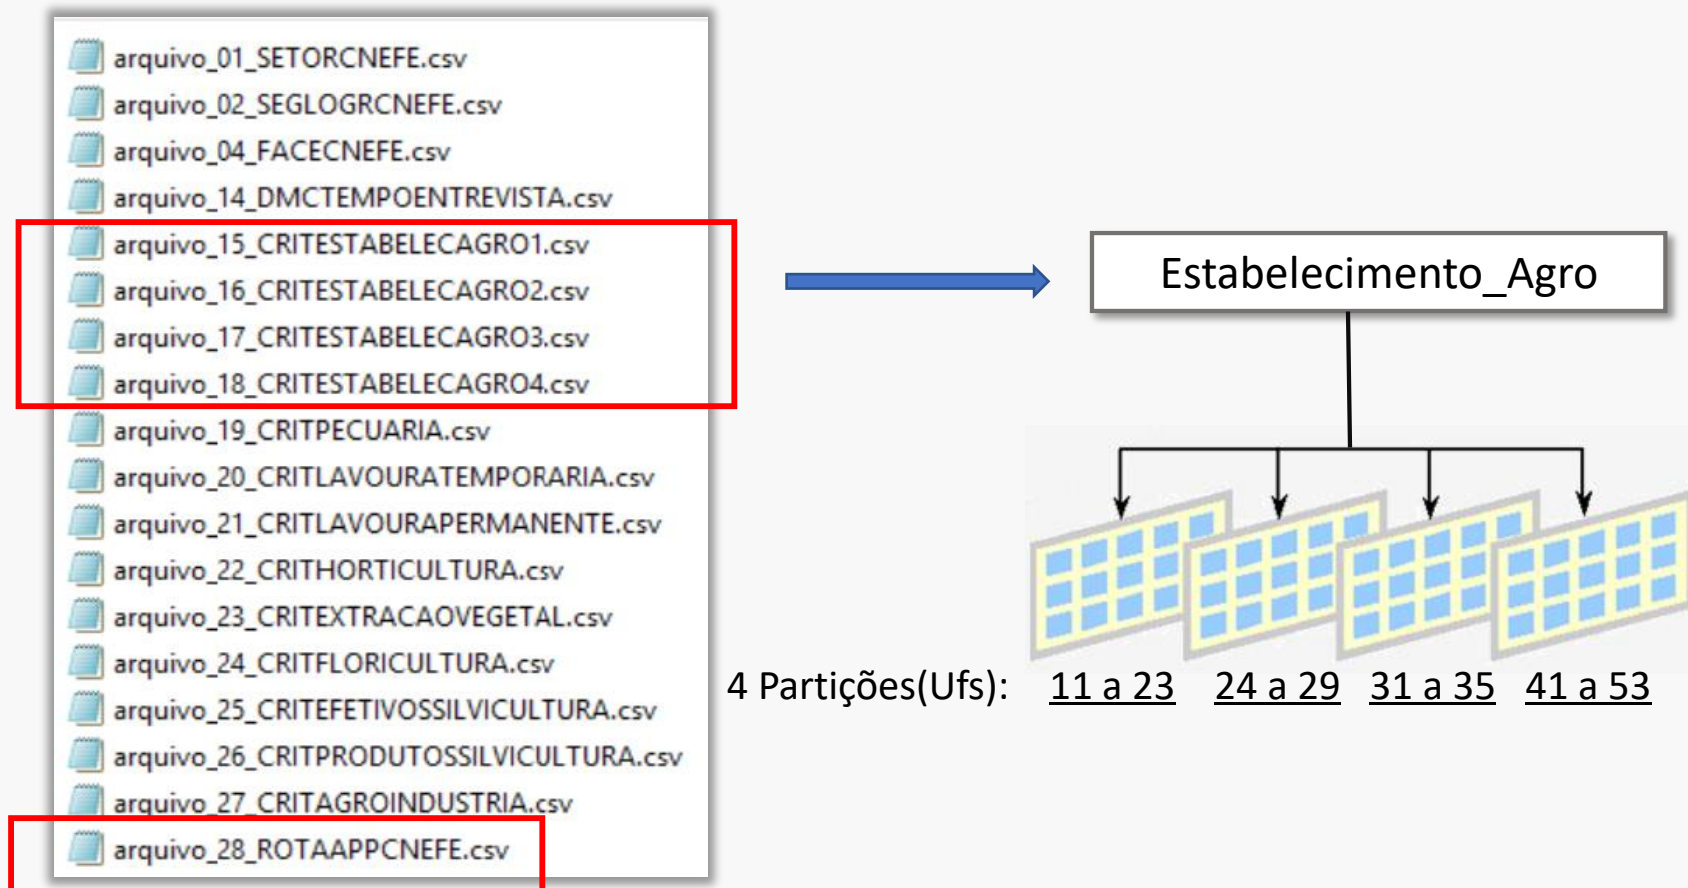 arquivo_01_SETORCNEFE.csv
arquivo_02_SEGLOGRCNEFE.csv
arquivo_04_FACECNEFE.csv
arquivo_14_DMCTEMPOENTREVISTA.csv
arquivo_15_CRITESTABELECAGRO1.csv
arquivo_16_CRITESTABELECAGRO2.csv
arquivo_17_CRITESTABELECAGRO3.csv
arquivo_18_CRITESTABELECAGRO4.csv
arquivo_19_CRITPECUARIA.csv
arquivo_20_CRITLAVOURATEMPORARIA.csv
arquivo_21_CRITLAVOURAPERMANENTE.csv
arquivo_22_CRITHORTICULTURA.csv
arquivo_23_CRITEXTRACAOVEGETAL.csv
arquivo_24_CRITFLORICULTURA.csv
arquivo_25_CRITEFETIVOSSILVICULTURA.csv
arquivo_26_CRITPRODUTOSSILVICULTURA.csv
arquivo_27_CRITAGROINDUSTRIA.csv
arquivo_28_ROTAAPPCNEFE.csv
Estabelecimento_Agro
4 Partições(Ufs): 11 a 23 24 a 29 31 a 35 41 a 53